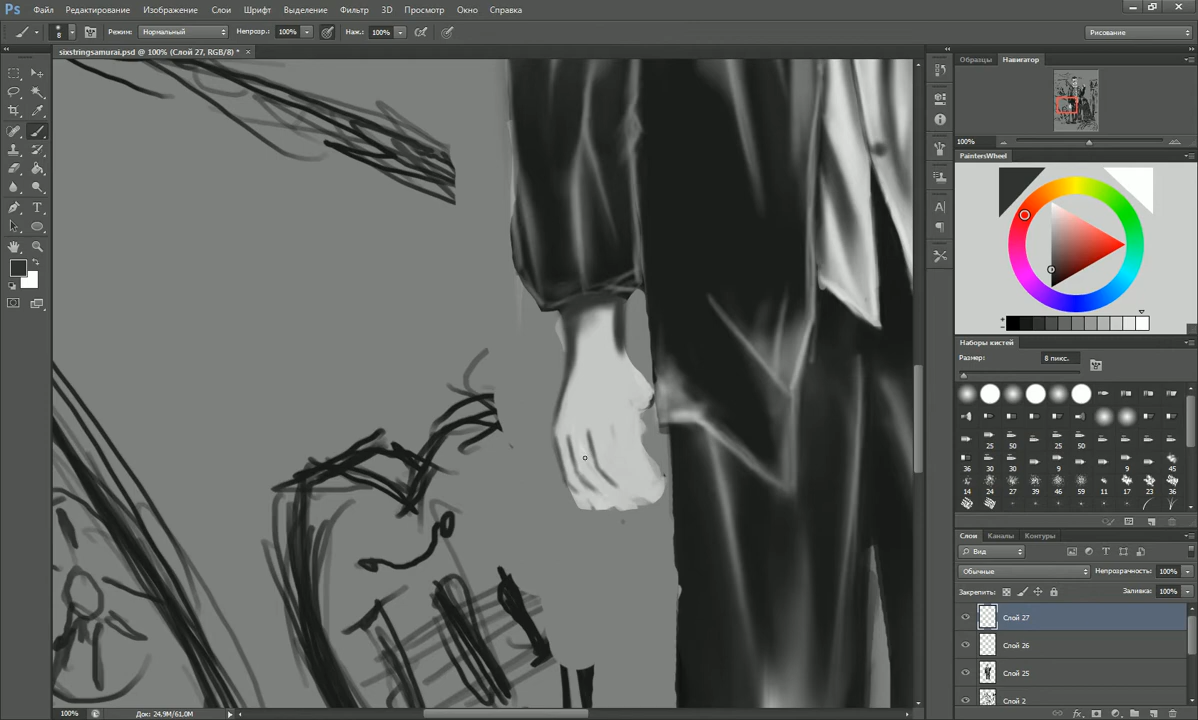 Ps Файл Редактирование Изображение Слои Шрифт Выделение Фильтр 3D Просмотр Окно Справка
8 Режим: Нормальный Непрозр.: 100% Наж.: 100% Рисование
sixstringsamurai.psd @ 100% (Слой 27, RGB/8) * ×
Образцы Навигатор
100%
PaintersWheel
Наборы кистей
Размер: 8 пикс.
25 50 25 50
36 30 30 9 9 45
14 24 27 39 46 59 11 17 23 36
Слои Каналы Контуры
Вид
Обычные Непрозрачность: 100%
Закрепить: Заливка: 100%
Слой 27
Слой 26
Слой 25
Слой 2
100% Док: 24,9M/61,0M